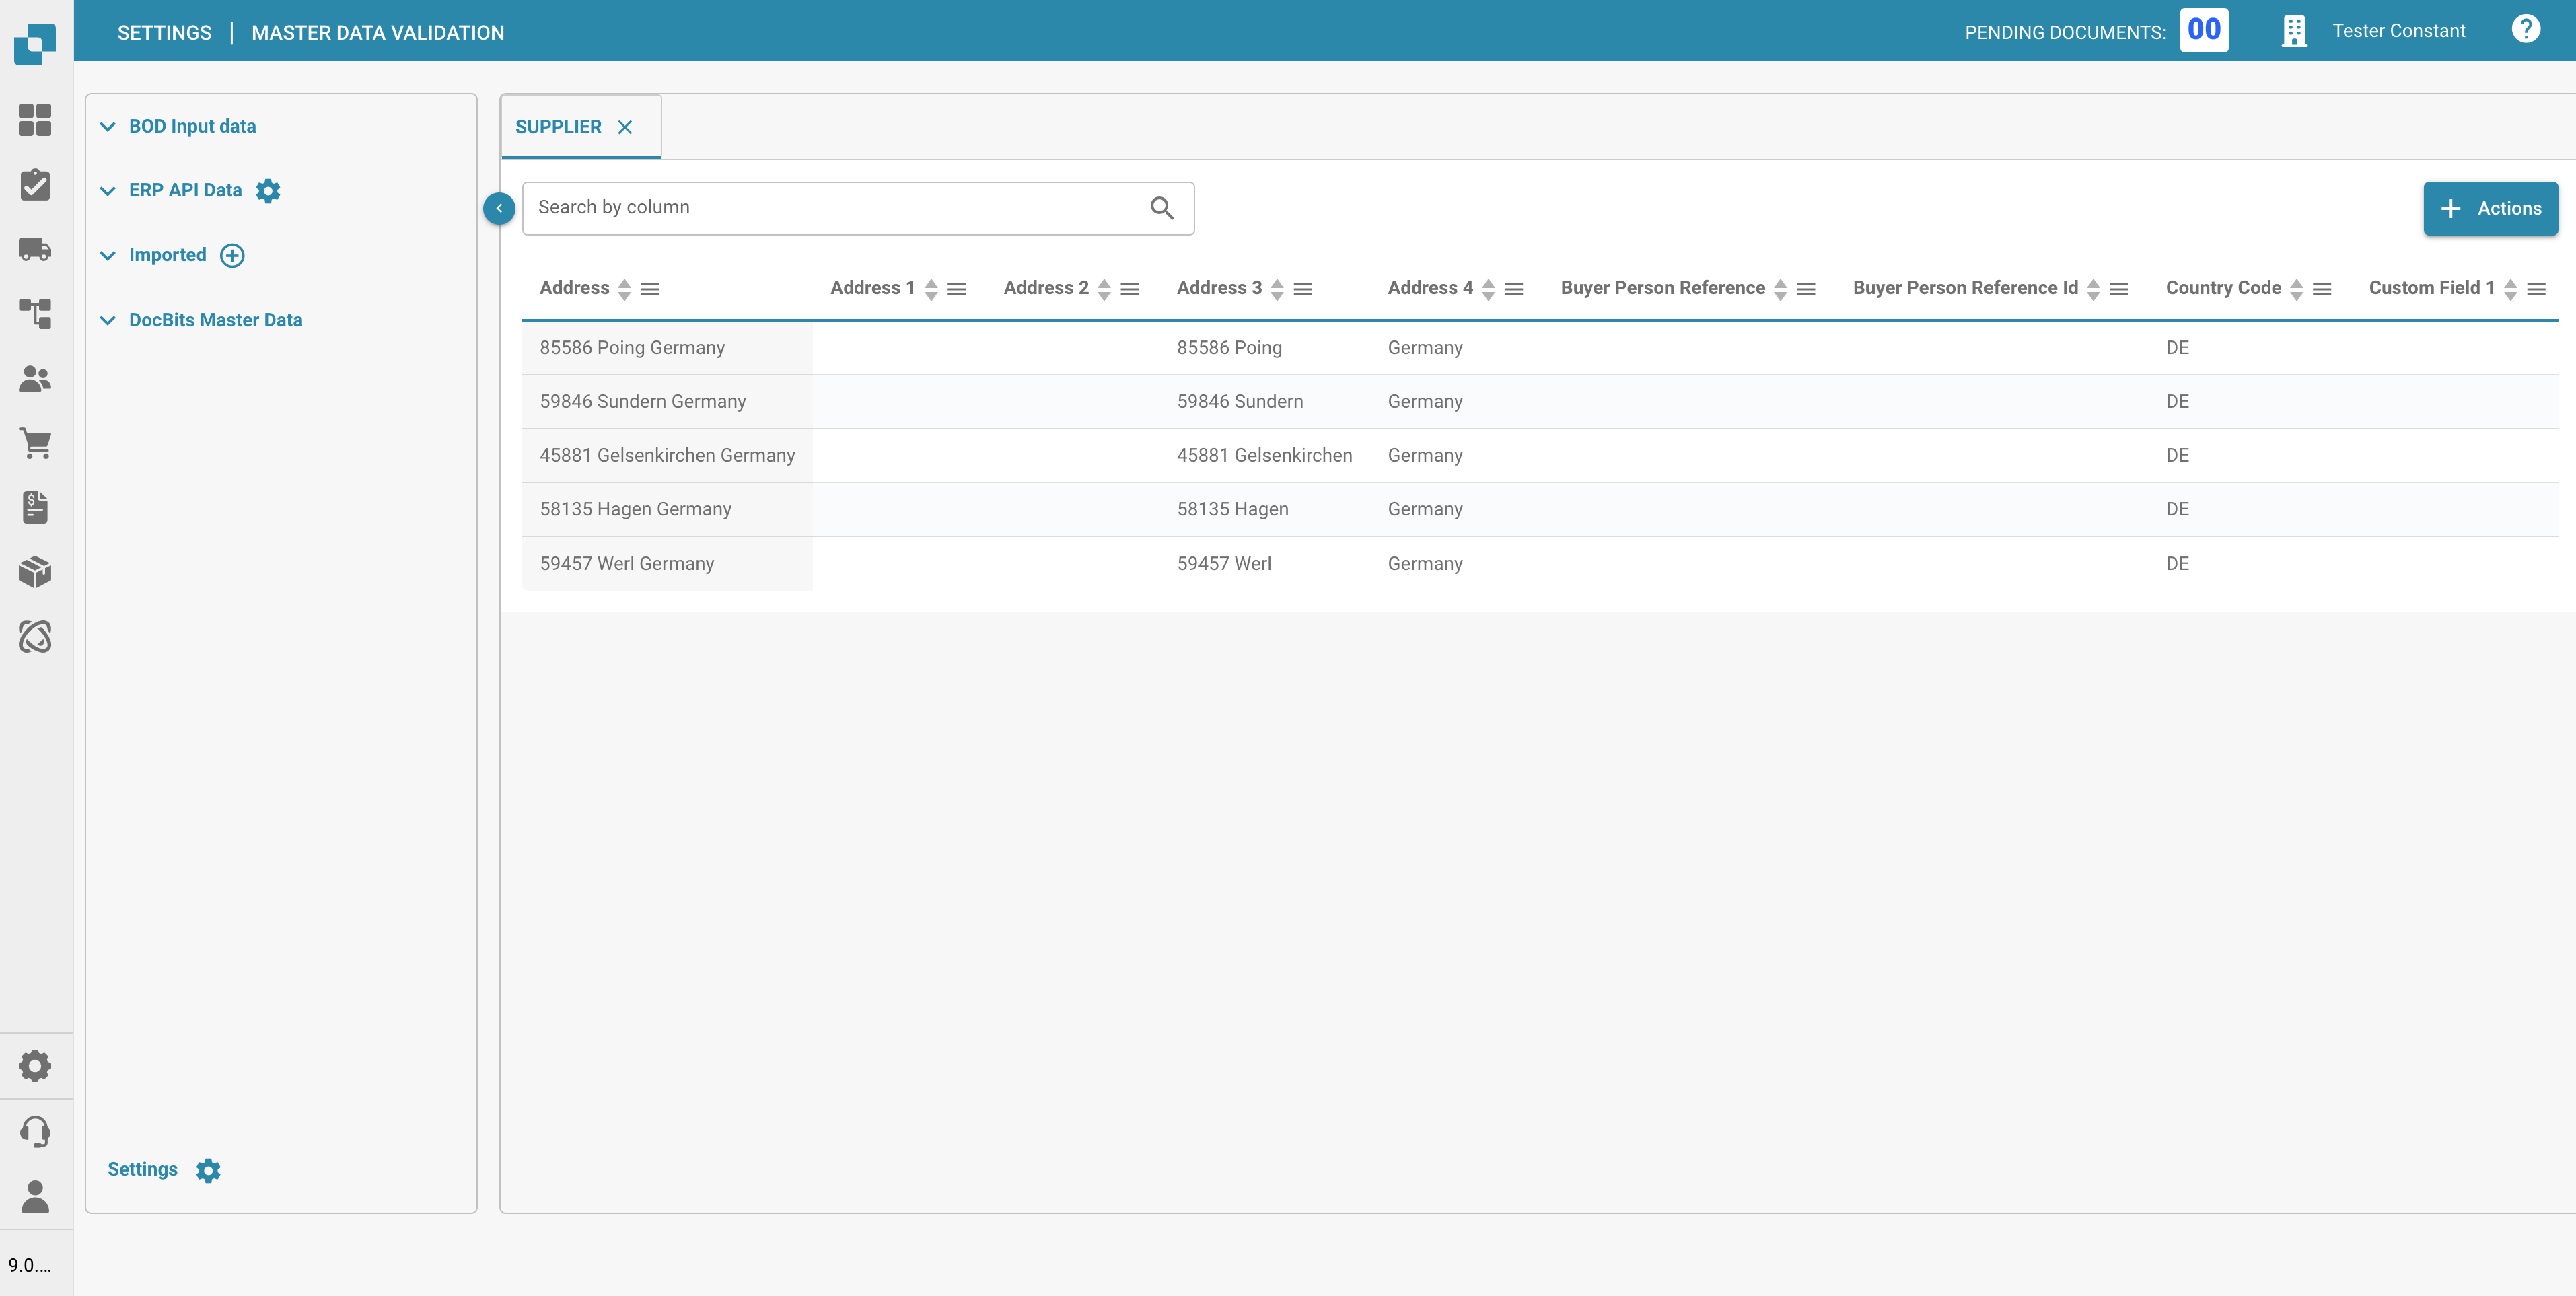 SETTINGS | MASTER DATA VALIDATION
PENDING DOCUMENTS: 00 Tester Constant
BOD Input data
ERP API Data
Imported
DocBits Master Data
Settings
9.0....
SUPPLIER
Search by column
Actions
Address Address 1 Address 2 Address 3 Address 4 Buyer Person Reference Buyer Person Reference Id Country Code Custom Field 1
85586 Poing Germany 85586 Poing Germany DE
59846 Sundern Germany 59846 Sundern Germany DE
45881 Gelsenkirchen Germany 45881 Gelsenkirchen Germany DE
58135 Hagen Germany 58135 Hagen Germany DE
59457 Werl Germany 59457 Werl Germany DE